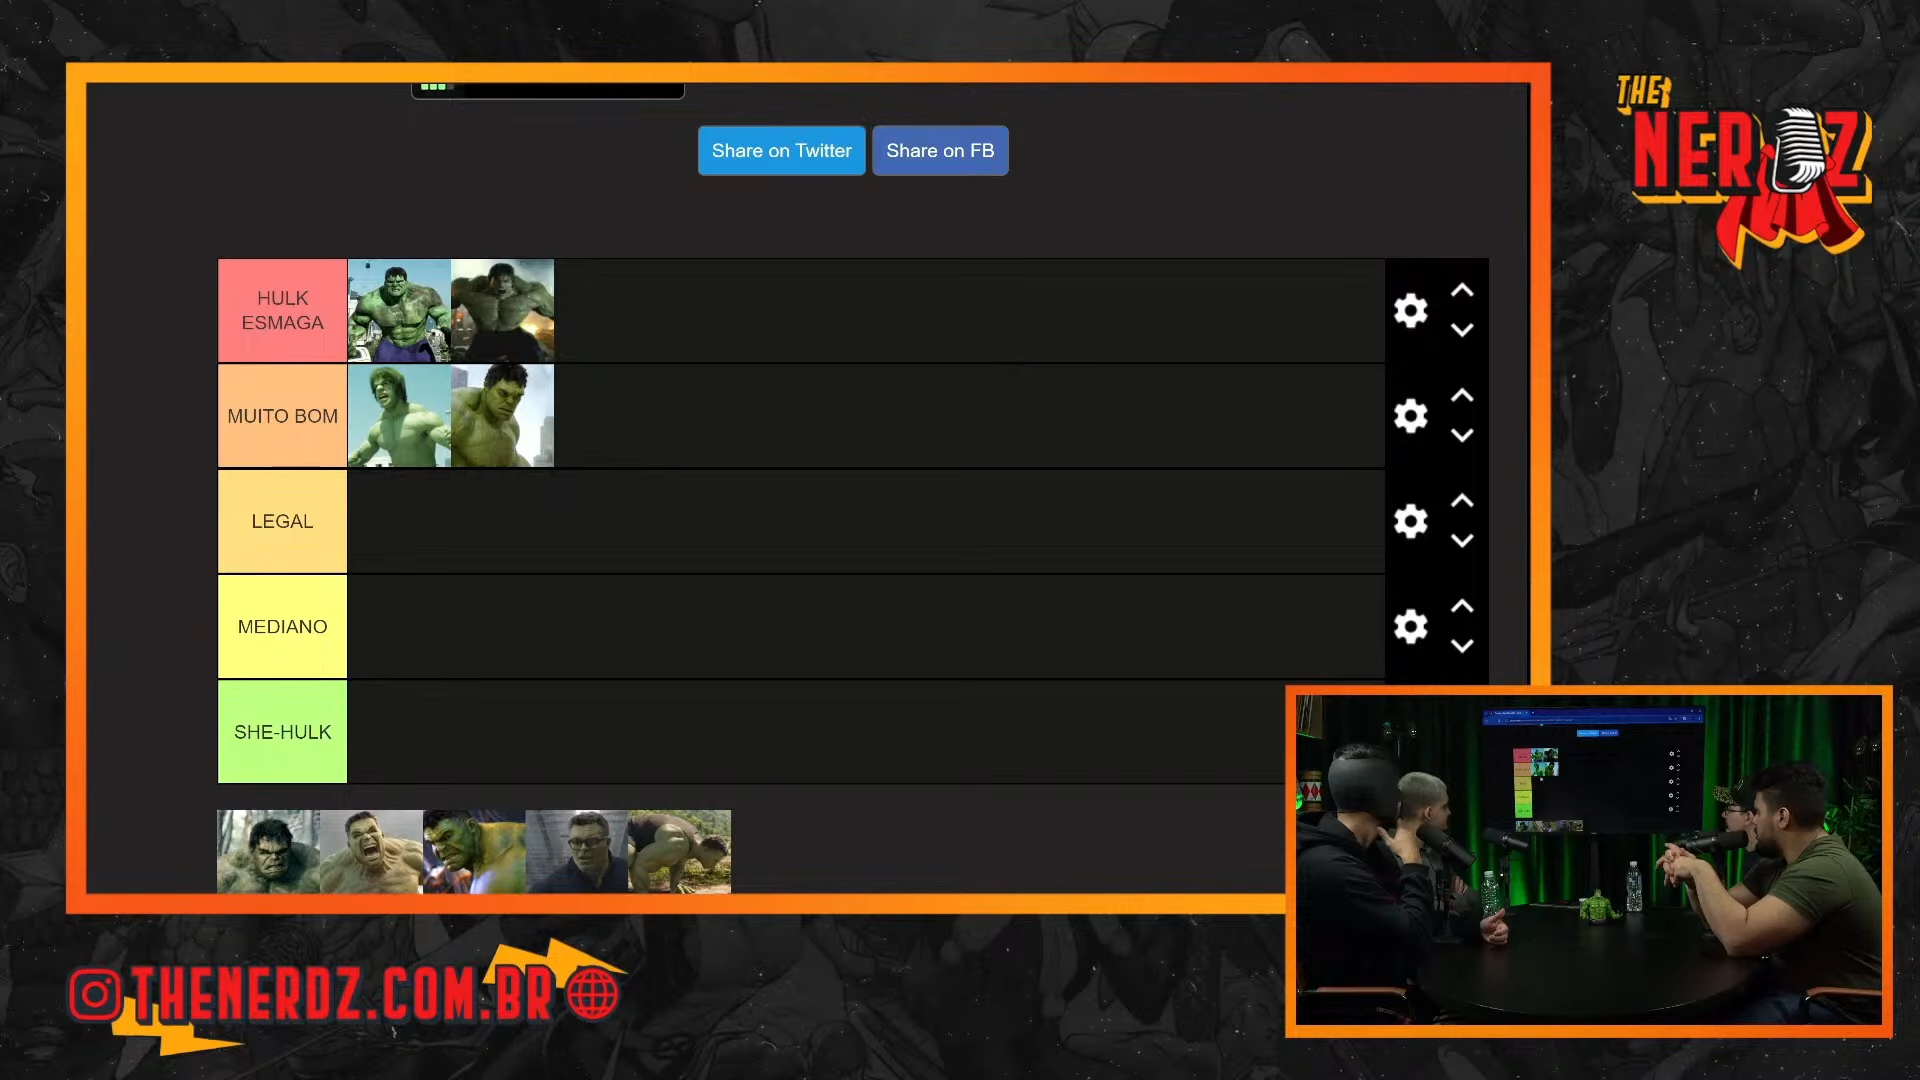 Share on Twitter
Share on FB
THE
NERDZ
HULK
ESMAGA
MUITO BOM
LEGAL
MEDIANO
SHE-HULK
THENERDZ.COM.BR